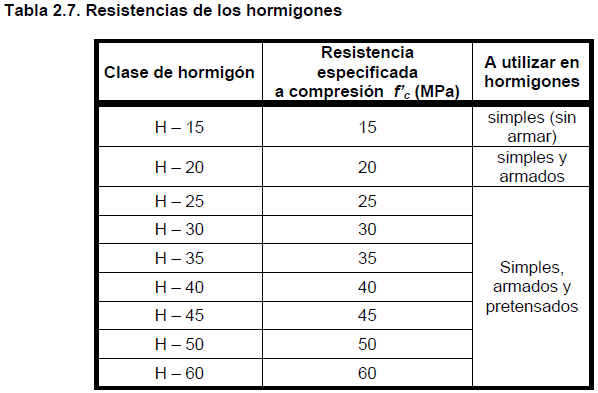 Tabla 2.7. Resistencias de los hormigones
Clase de hormigón
Resistencia
especificada
a compresión f'c (MPa)
A utilizar en
hormigones
H – 15
15
simples (sin
armar)
H – 20
20
simples y
armados
H – 25
25
H – 30
30
H – 35
35
H – 40
40
H – 45
45
H – 50
50
H – 60
60
Simples,
armados y
pretensados